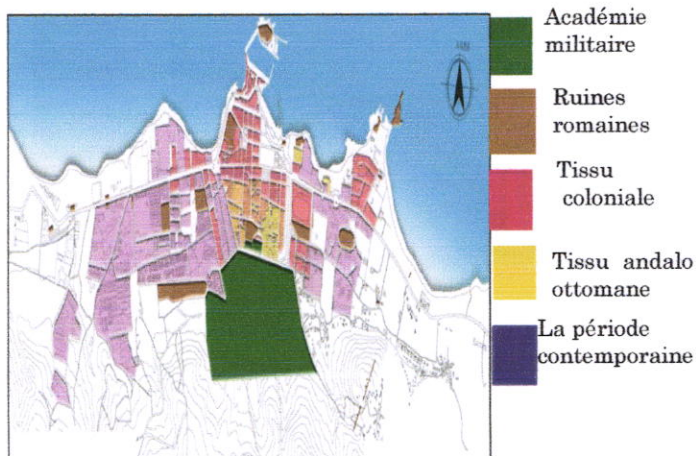 Académie
militaire
Ruines
romaines
Tissu
coloniale
Tissu andalo
ottomane
La période
contemporaine